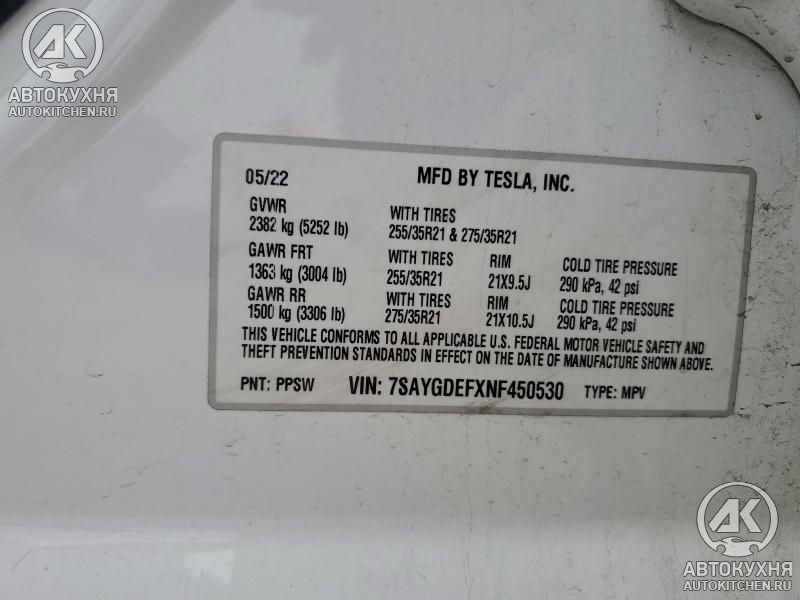 АК
АВТОКУХНЯ
AUTOKITCHEN.RU
05/22 MFD BY TESLA, INC.
GVWR
2382 kg (5252 lb)
WITH TIRES
255/35R21 & 275/35R21
GAWR FRT
1363 kg (3004 lb)
WITH TIRES
255/35R21
RIM
21X9.5J
COLD TIRE PRESSURE
290 kPa, 42 psi
GAWR RR
1500 kg (3306 lb)
WITH TIRES
275/35R21
RIM
21X10.5J
COLD TIRE PRESSURE
290 kPa, 42 psi
THIS VEHICLE CONFORMS TO ALL APPLICABLE U.S. FEDERAL MOTOR VEHICLE SAFETY AND
THEFT PREVENTION STANDARDS IN EFFECT ON THE DATE OF MANUFACTURE SHOWN ABOVE.
PNT: PPSW VIN: 7SAYGDEFXNF450530 TYPE: MPV
АК
АВТОКУХНЯ
AUTOKITCHEN.RU